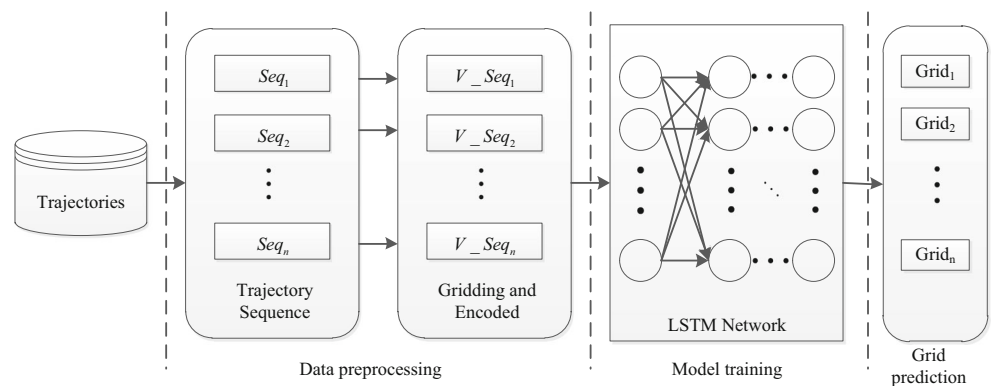 Trajectories
Seq1
Seq2
Seqn
Trajectory
Sequence
V_Seq1
V_Seq2
V_Seqn
Gridding and
Encoded
Data preprocessing
LSTM Network
Model training
Grid1
Grid2
Gridn
Grid
prediction